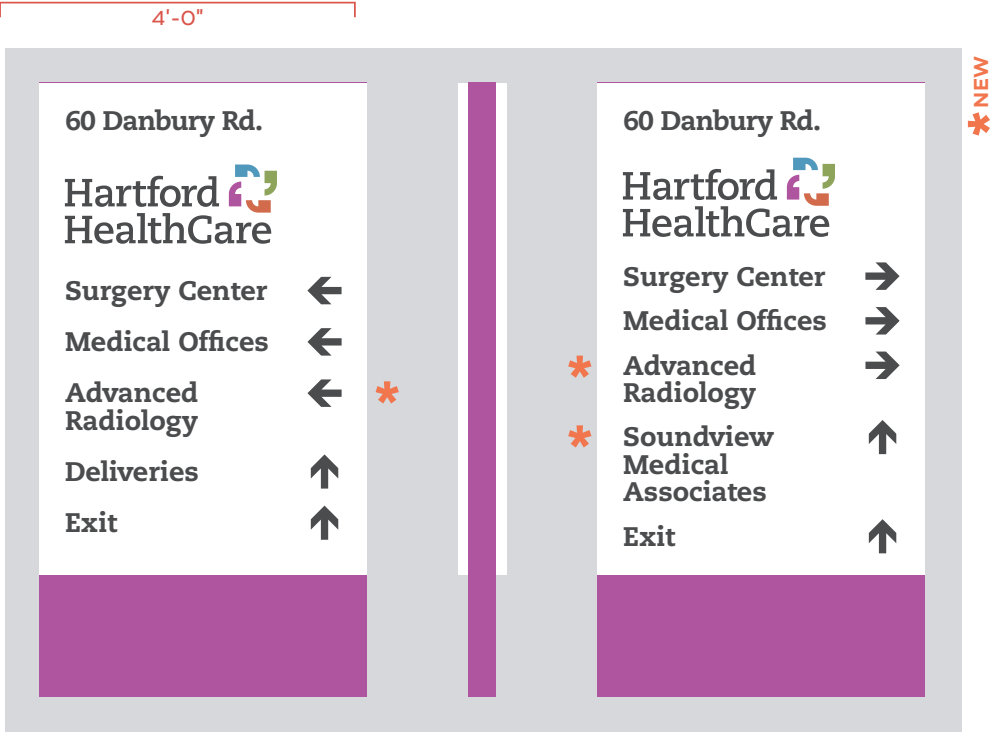 4'-0"
* NEW
60 Danbury Rd.
Hartford
HealthCare
Surgery Center ←
Medical Offices ←
Advanced ← *
Radiology
Deliveries ↑
Exit ↑
60 Danbury Rd.
Hartford
HealthCare
Surgery Center →
Medical Offices →
* Advanced →
Radiology
* Soundview ↑
Medical
Associates
Exit ↑